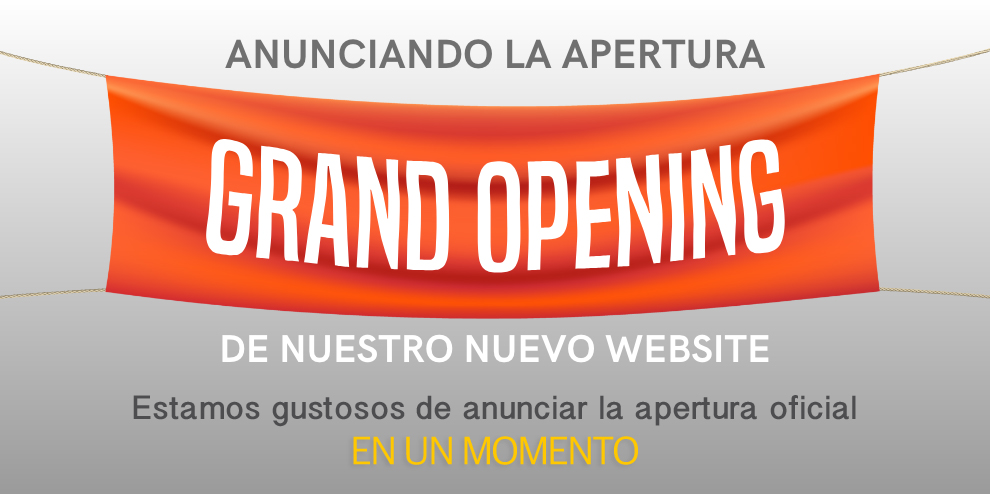 ANUNCIANDO LA APERTURA
GRAND OPENING
DE NUESTRO NUEVO WEBSITE
Estamos gustosos de anunciar la apertura oficial
EN UN MOMENTO